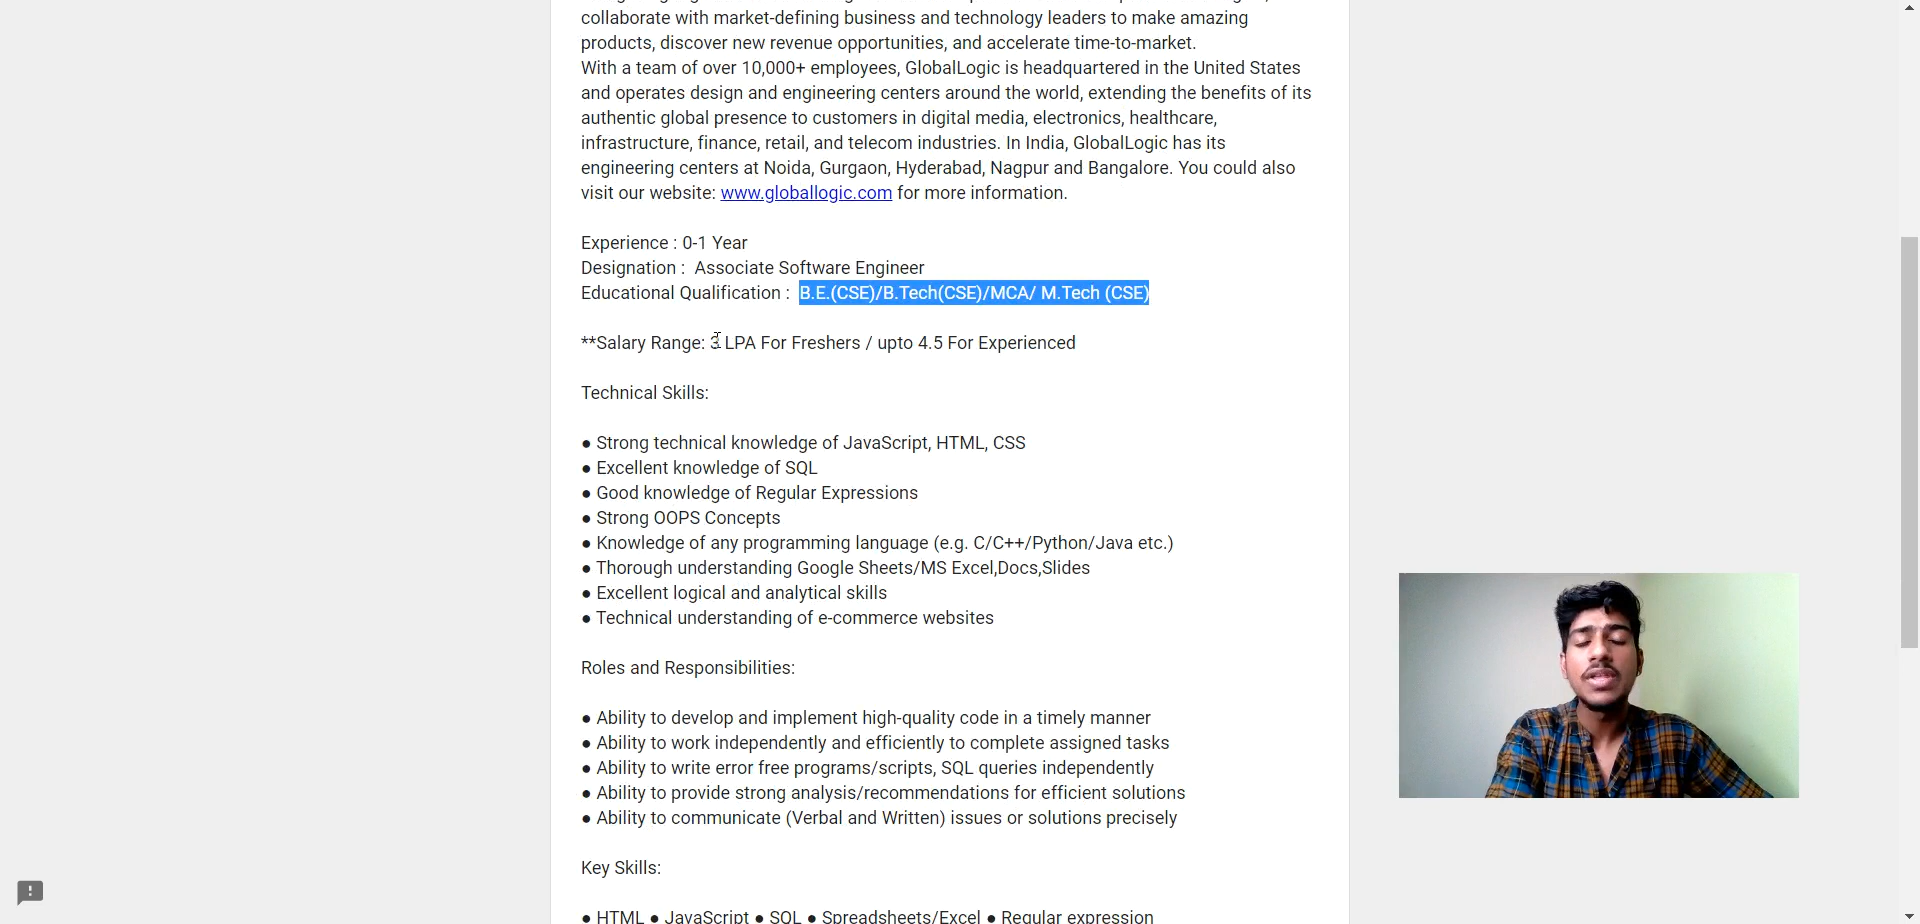 collaborate with market-defining business and technology leaders to make amazing
products, discover new revenue opportunities, and accelerate time-to-market.
With a team of over 10,000+ employees, GlobalLogic is headquartered in the United States
and operates design and engineering centers around the world, extending the benefits of its
authentic global presence to customers in digital media, electronics, healthcare,
infrastructure, finance, retail, and telecom industries. In India, GlobalLogic has its
engineering centers at Noida, Gurgaon, Hyderabad, Nagpur and Bangalore. You could also
visit our website: www.globallogic.com for more information.
Experience : 0-1 Year
Designation :  Associate Software Engineer
Educational Qualification :  B.E.(CSE)/B.Tech(CSE)/MCA/ M.Tech (CSE)
**Salary Range: 3 LPA For Freshers / upto 4.5 For Experienced
Technical Skills:
● Strong technical knowledge of JavaScript, HTML, CSS
● Excellent knowledge of SQL
● Good knowledge of Regular Expressions
● Strong OOPS Concepts
● Knowledge of any programming language (e.g. C/C++/Python/Java etc.)
● Thorough understanding Google Sheets/MS Excel,Docs,Slides
● Excellent logical and analytical skills
● Technical understanding of e-commerce websites
Roles and Responsibilities:
● Ability to develop and implement high-quality code in a timely manner
● Ability to work independently and efficiently to complete assigned tasks
● Ability to write error free programs/scripts, SQL queries independently
● Ability to provide strong analysis/recommendations for efficient solutions
● Ability to communicate (Verbal and Written) issues or solutions precisely
Key Skills:
● HTML ● JavaScript ● SQL ● Spreadsheets/Excel ● Regular expression